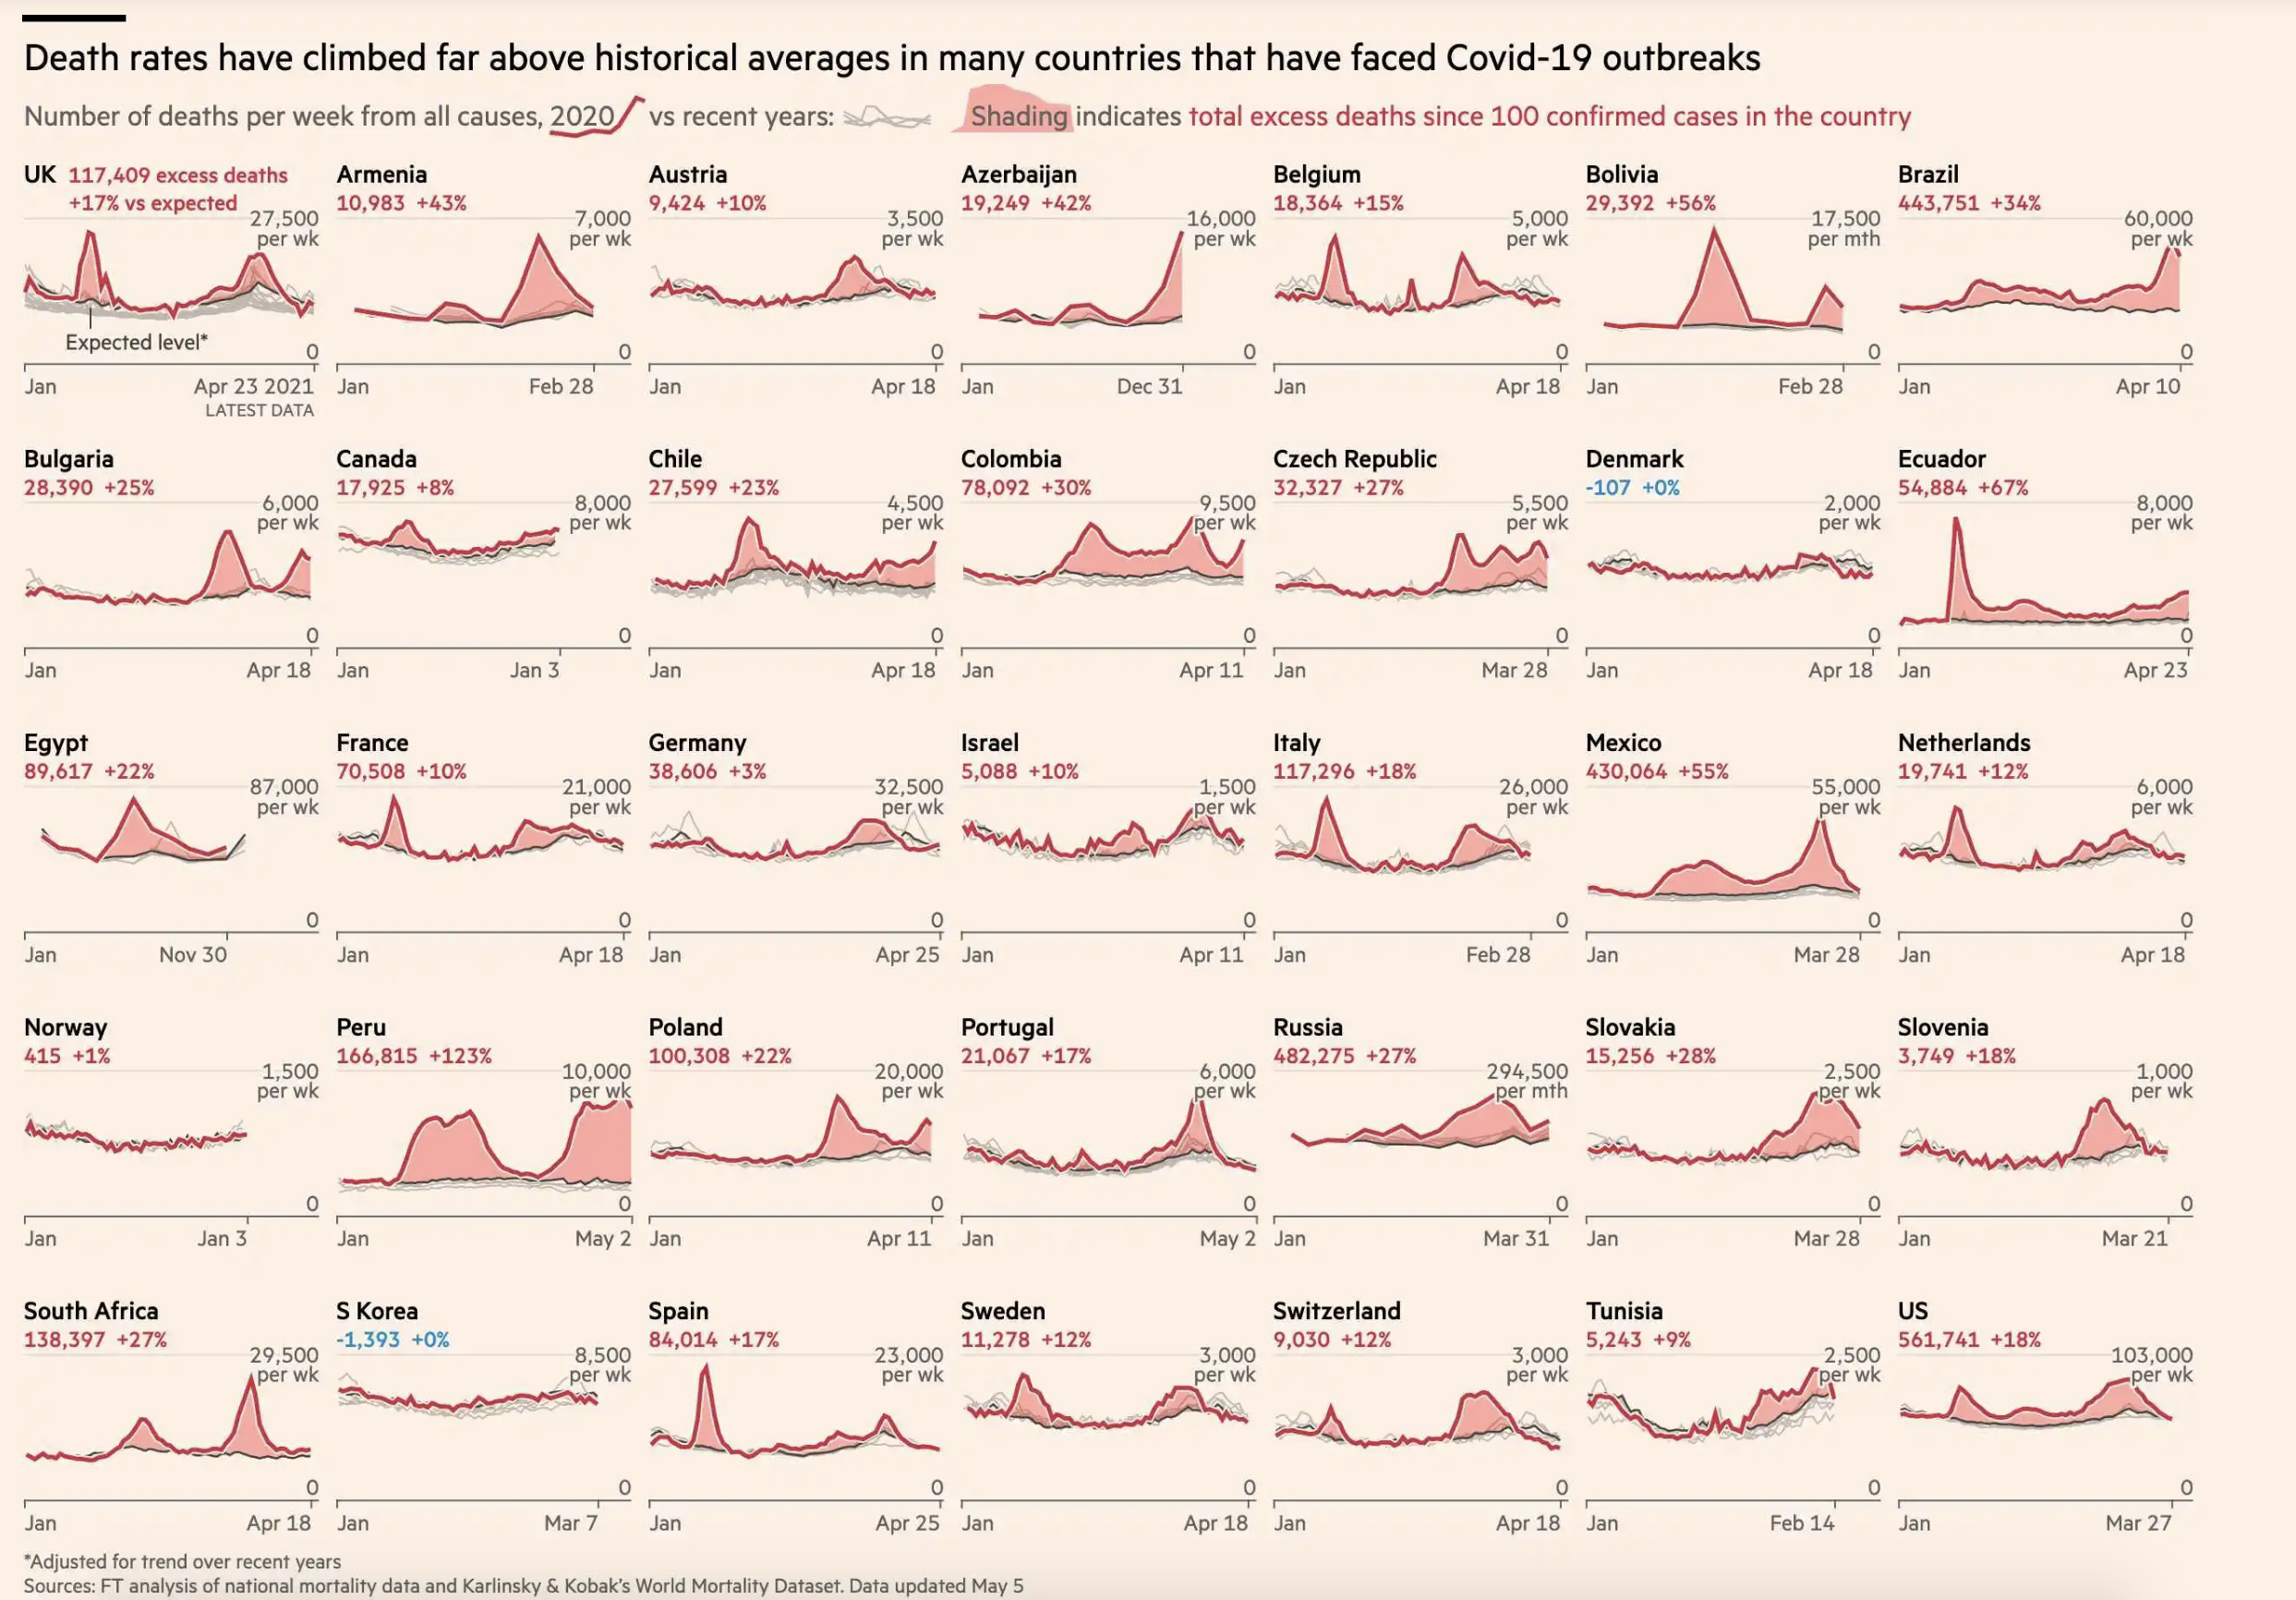 Death rates have climbed far above historical averages in many countries that have faced Covid-19 outbreaks
Number of deaths per week from all causes, 2020 vs recent years: Shading indicates total excess deaths since 100 confirmed cases in the country
UK 117,409 excess deaths
+17% vs expected
27,500
per wk
Expected level*
0
Jan Apr 23 2021
LATEST DATA
Armenia
10,983 +43%
7,000
per wk
0
Jan Feb 28
Austria
9,424 +10%
3,500
per wk
0
Jan Apr 18
Azerbaijan
19,249 +42%
16,000
per wk
0
Jan Dec 31
Belgium
18,364 +15%
5,000
per wk
0
Jan Apr 18
Bolivia
29,392 +56%
17,500
per mth
0
Jan Feb 28
Brazil
443,751 +34%
60,000
per wk
0
Jan Apr 10
Bulgaria
28,390 +25%
6,000
per wk
0
Jan Apr 18
Canada
17,925 +8%
8,000
per wk
0
Jan Jan 3
Chile
27,599 +23%
4,500
per wk
0
Jan Apr 18
Colombia
78,092 +30%
9,500
per wk
0
Jan Apr 11
Czech Republic
32,327 +27%
5,500
per wk
0
Jan Mar 28
Denmark
-107 +0%
2,000
per wk
0
Jan Apr 18
Ecuador
54,884 +67%
8,000
per wk
0
Jan Apr 23
Egypt
89,617 +22%
87,000
per wk
0
Jan Nov 30
France
70,508 +10%
21,000
per wk
0
Jan Apr 18
Germany
38,606 +3%
32,500
per wk
0
Jan Apr 25
Israel
5,088 +10%
1,500
per wk
0
Jan Apr 11
Italy
117,296 +18%
26,000
per wk
0
Jan Feb 28
Mexico
430,064 +55%
55,000
per wk
0
Jan Mar 28
Netherlands
19,741 +12%
6,000
per wk
0
Jan Apr 18
Norway
415 +1%
1,500
per wk
0
Jan Jan 3
Peru
166,815 +123%
10,000
per wk
0
Jan May 2
Poland
100,308 +22%
20,000
per wk
0
Jan Apr 11
Portugal
21,067 +17%
6,000
per wk
0
Jan May 2
Russia
482,275 +27%
294,500
per mth
0
Jan Mar 31
Slovakia
15,256 +28%
2,500
per wk
0
Jan Mar 28
Slovenia
3,749 +18%
1,000
per wk
0
Jan Mar 21
South Africa
138,397 +27%
29,500
per wk
0
Jan Apr 18
S Korea
-1,393 +0%
8,500
per wk
0
Jan Mar 7
Spain
84,014 +17%
23,000
per wk
0
Jan Apr 25
Sweden
11,278 +12%
3,000
per wk
0
Jan Apr 18
Switzerland
9,030 +12%
3,000
per wk
0
Jan Apr 18
Tunisia
5,243 +9%
2,500
per wk
0
Jan Feb 14
US
561,741 +18%
103,000
per wk
0
Jan Mar 27
*Adjusted for trend over recent years
Sources: FT analysis of national mortality data and Karlinsky & Kobak's World Mortality Dataset. Data updated May 5